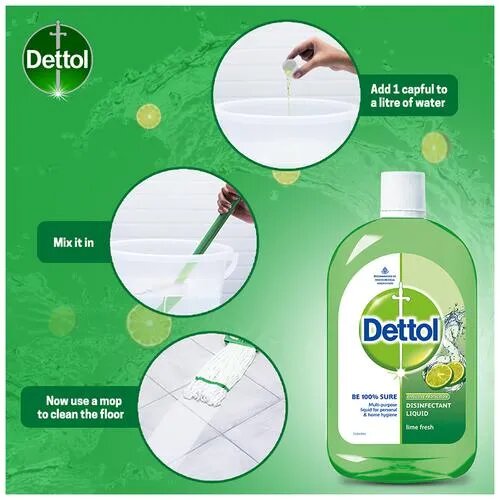 Dettol
Add 1 capful to
a litre of water
Mix it in
Now use a mop
to clean the floor
Dettol
BE 100% SURE
Multi-purpose
liquid for personal
& home hygiene
DISINFECTANT
LIQUID
lime fresh